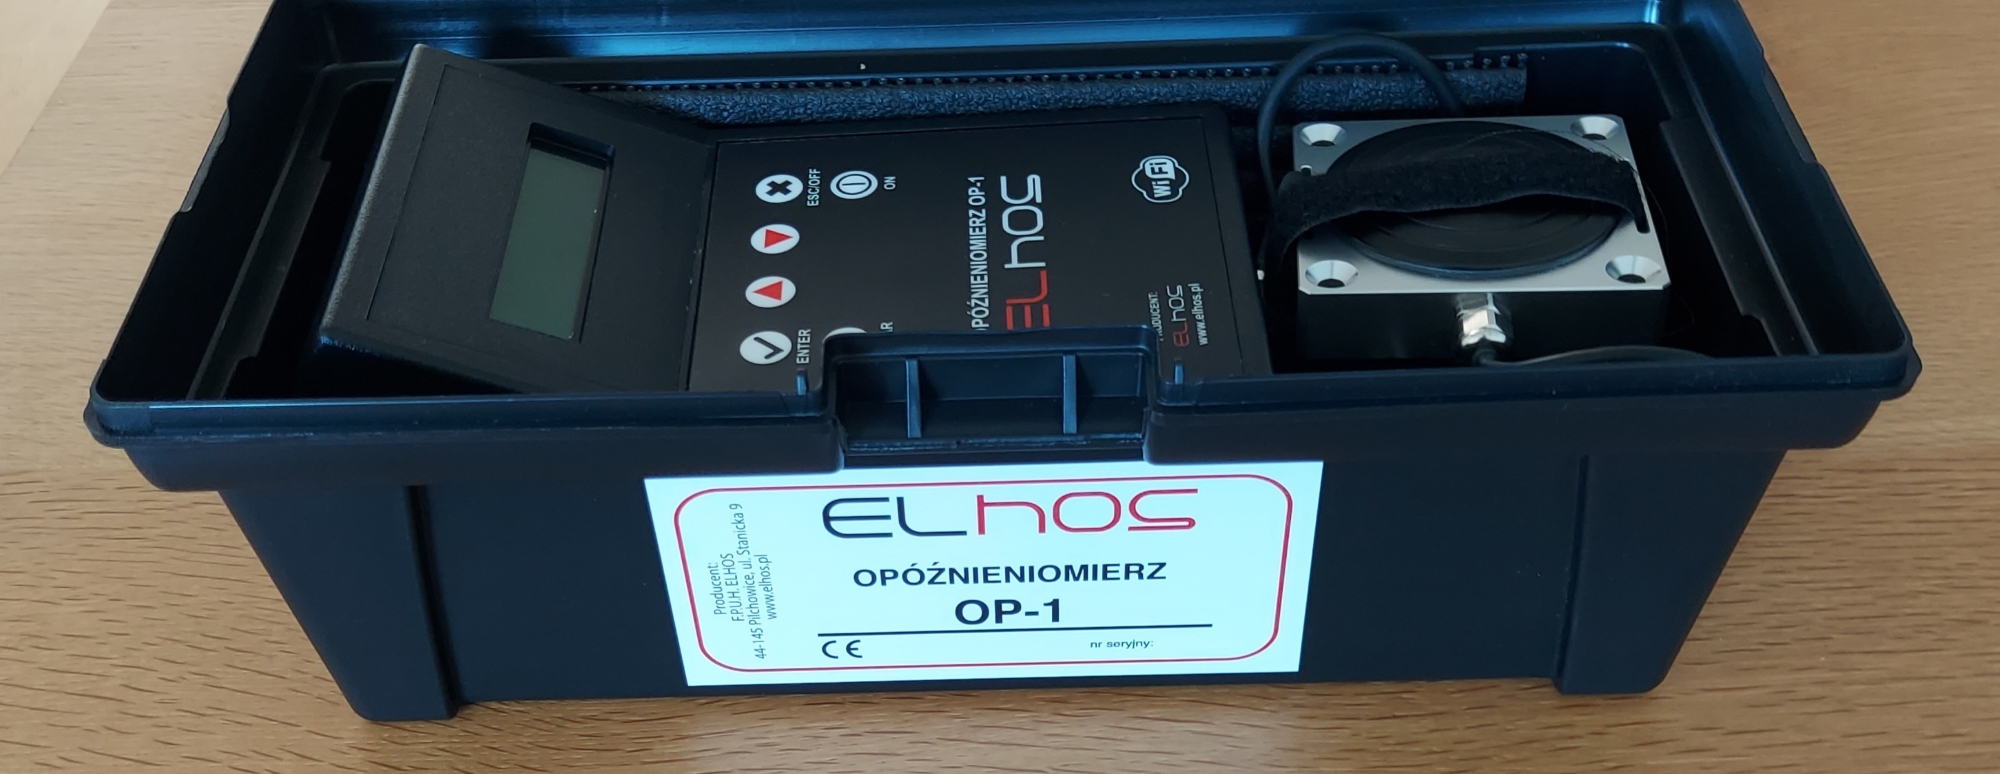 ESC/OFF
ON
ENTER
OPÓŹNIENIOMIERZ OP-1
ELhOS
WiFi
ELhOS
www.elhos.pl
ELhOS
OPÓŹNIENIOMIERZ
OP-1
CE
nr seryjny:
Producent:
F.P.U.H. ELHOS
44-145 Pilchowice, ul. Stanicka 9
www.elhos.pl